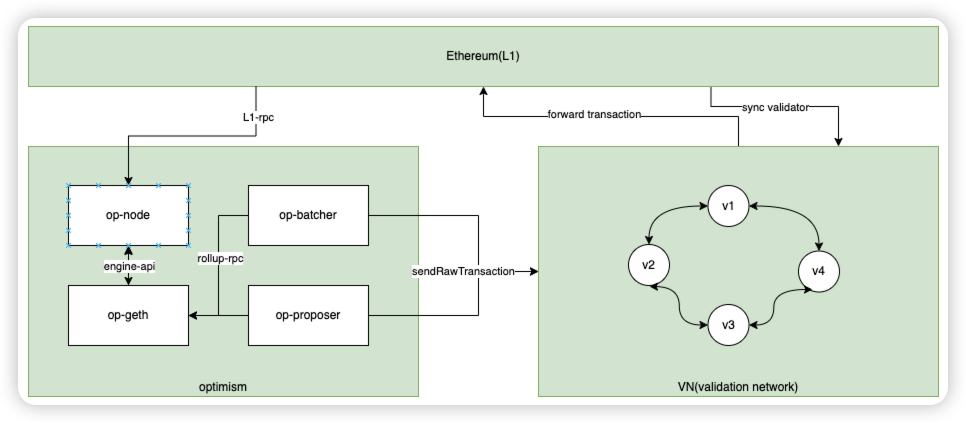 Ethereum(L1)
L1-rpc
forward transaction
sync validator
op-node
op-batcher
v1
engine-api
rollup-rpc
sendRawTransaction
v2
v4
op-geth
op-proposer
v3
optimism
VN(validation network)